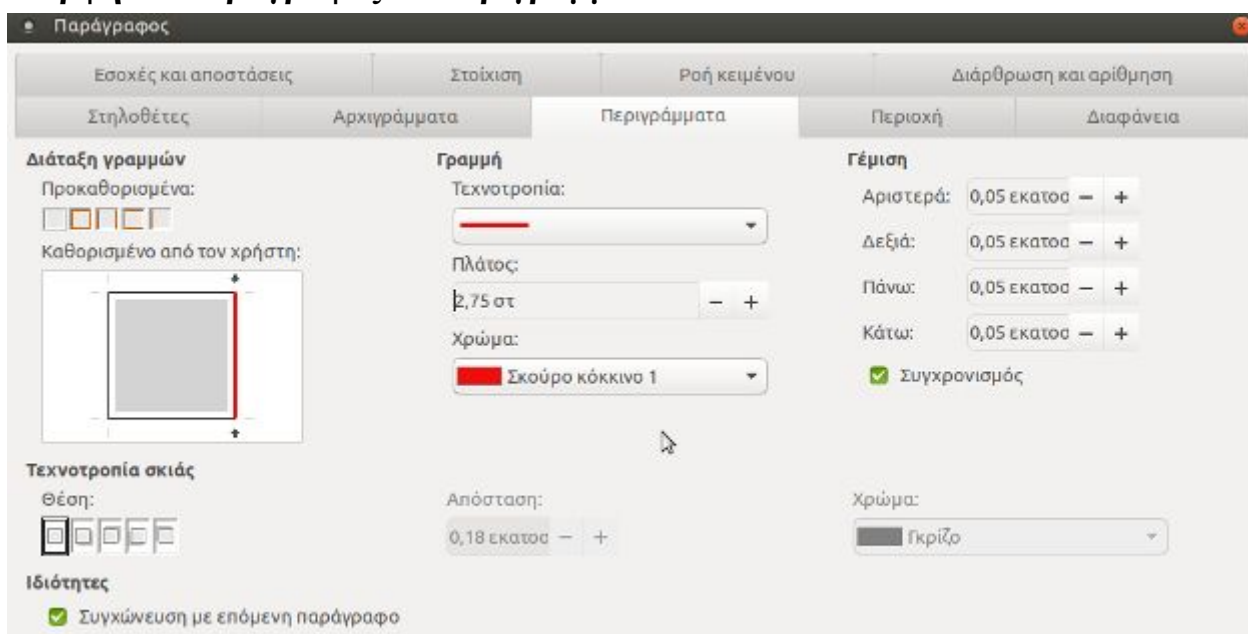 Παράγραφος
Εσοχές και αποστάσεις Στοίχιση Ροή κειμένου Διάρθρωση και αρίθμηση
Στηλοθέτες Αρχιγράμματα Περιγράμματα Περιοχή Διαφάνεια
Διάταξη γραμμών Γραμμή Γέμιση
Προκαθορισμένα: Τεχνοτροπία: Αριστερά: 0,05 εκατοσ − +
Καθορισμένο από τον χρήστη: Πλάτος: Δεξιά: 0,05 εκατοσ − +
2,75 στ − + Πάνω: 0,05 εκατοσ − +
Χρώμα: Κάτω: 0,05 εκατοσ − +
Σκούρο κόκκινο 1 Συγχρονισμός
Τεχνοτροπία σκιάς
Θέση: Απόσταση: Χρώμα:
0,18 εκατοσ − + Γκρίζο
Ιδιότητες
Συγχώνευση με επόμενη παράγραφο